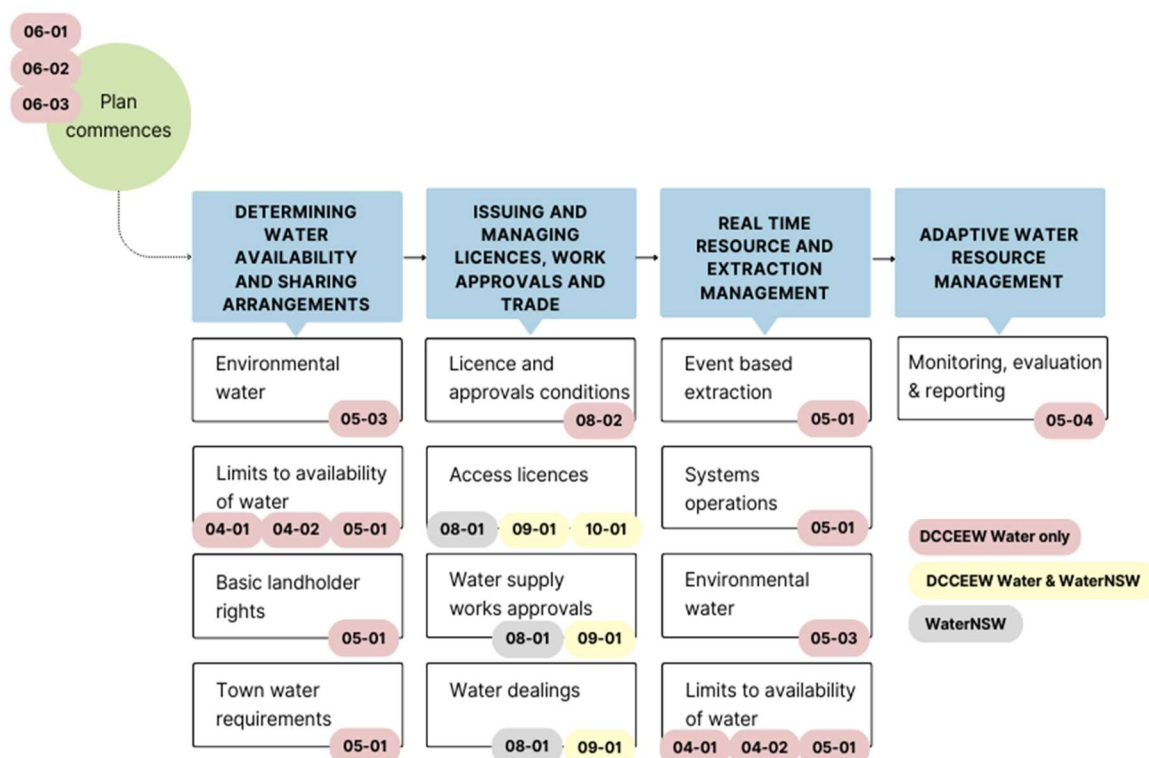 06-01
06-02
06-03
Plan
commences
DETERMINING
WATER
AVAILABILITY
AND SHARING
ARRANGEMENTS
Environmental
water
05-03
Limits to availability
of water
04-01 04-02 05-01
Basic landholder
rights
05-01
Town water
requirements
05-01
ISSUING AND
MANAGING
LICENCES, WORK
APPROVALS AND
TRADE
Licence and
approvals conditions
08-02
Access licences
08-01 09-01 10-01
Water supply
works approvals
08-01 09-01
Water dealings
08-01 09-01
REAL TIME
RESOURCE AND
EXTRACTION
MANAGEMENT
Event based
extraction
05-01
Systems
operations
05-01
Environmental
water
05-03
Limits to availability
of water
04-01 04-02 05-01
ADAPTIVE WATER
RESOURCE
MANAGEMENT
Monitoring, evaluation
& reporting
05-04
DCCEEW Water only
DCCEEW Water & WaterNSW
WaterNSW